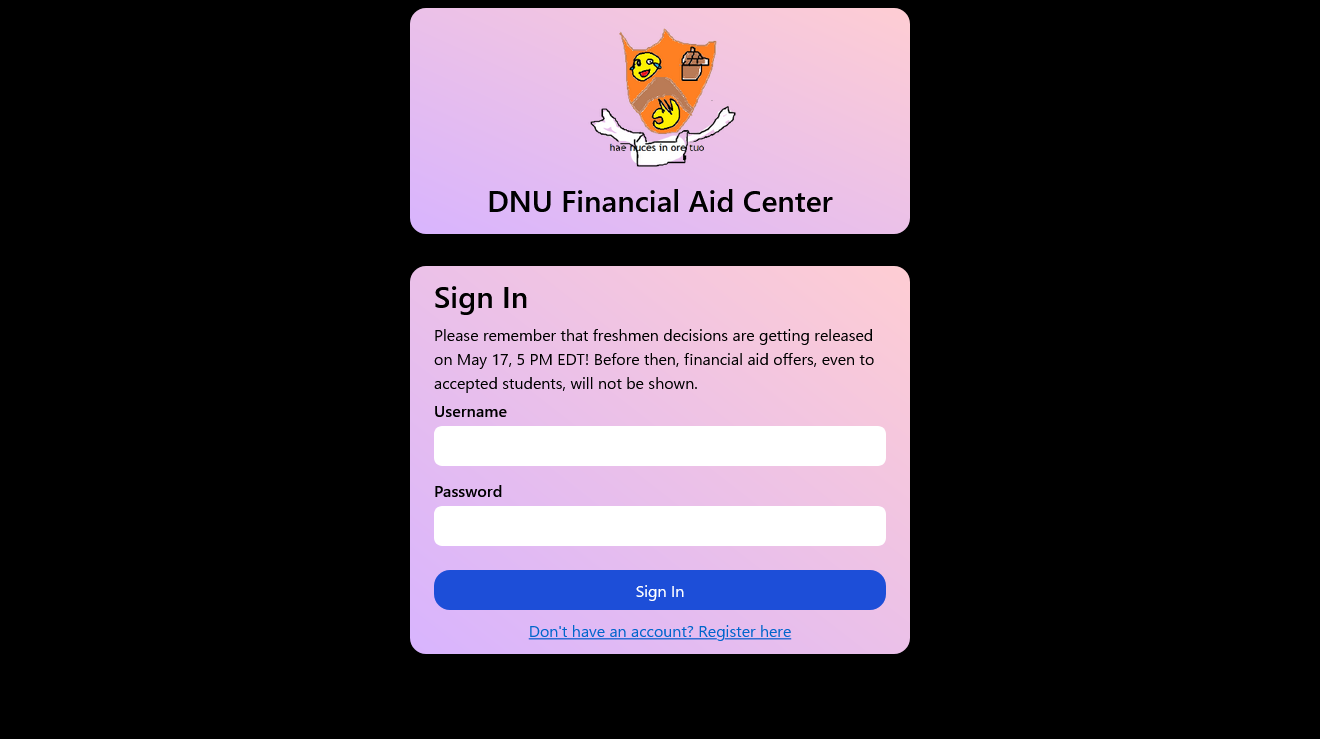 hae nuces in ore tuo
DNU Financial Aid Center
Sign In
Please remember that freshmen decisions are getting released
on May 17, 5 PM EDT! Before then, financial aid offers, even to
accepted students, will not be shown.
Username
Password
Sign In
Don't have an account? Register here